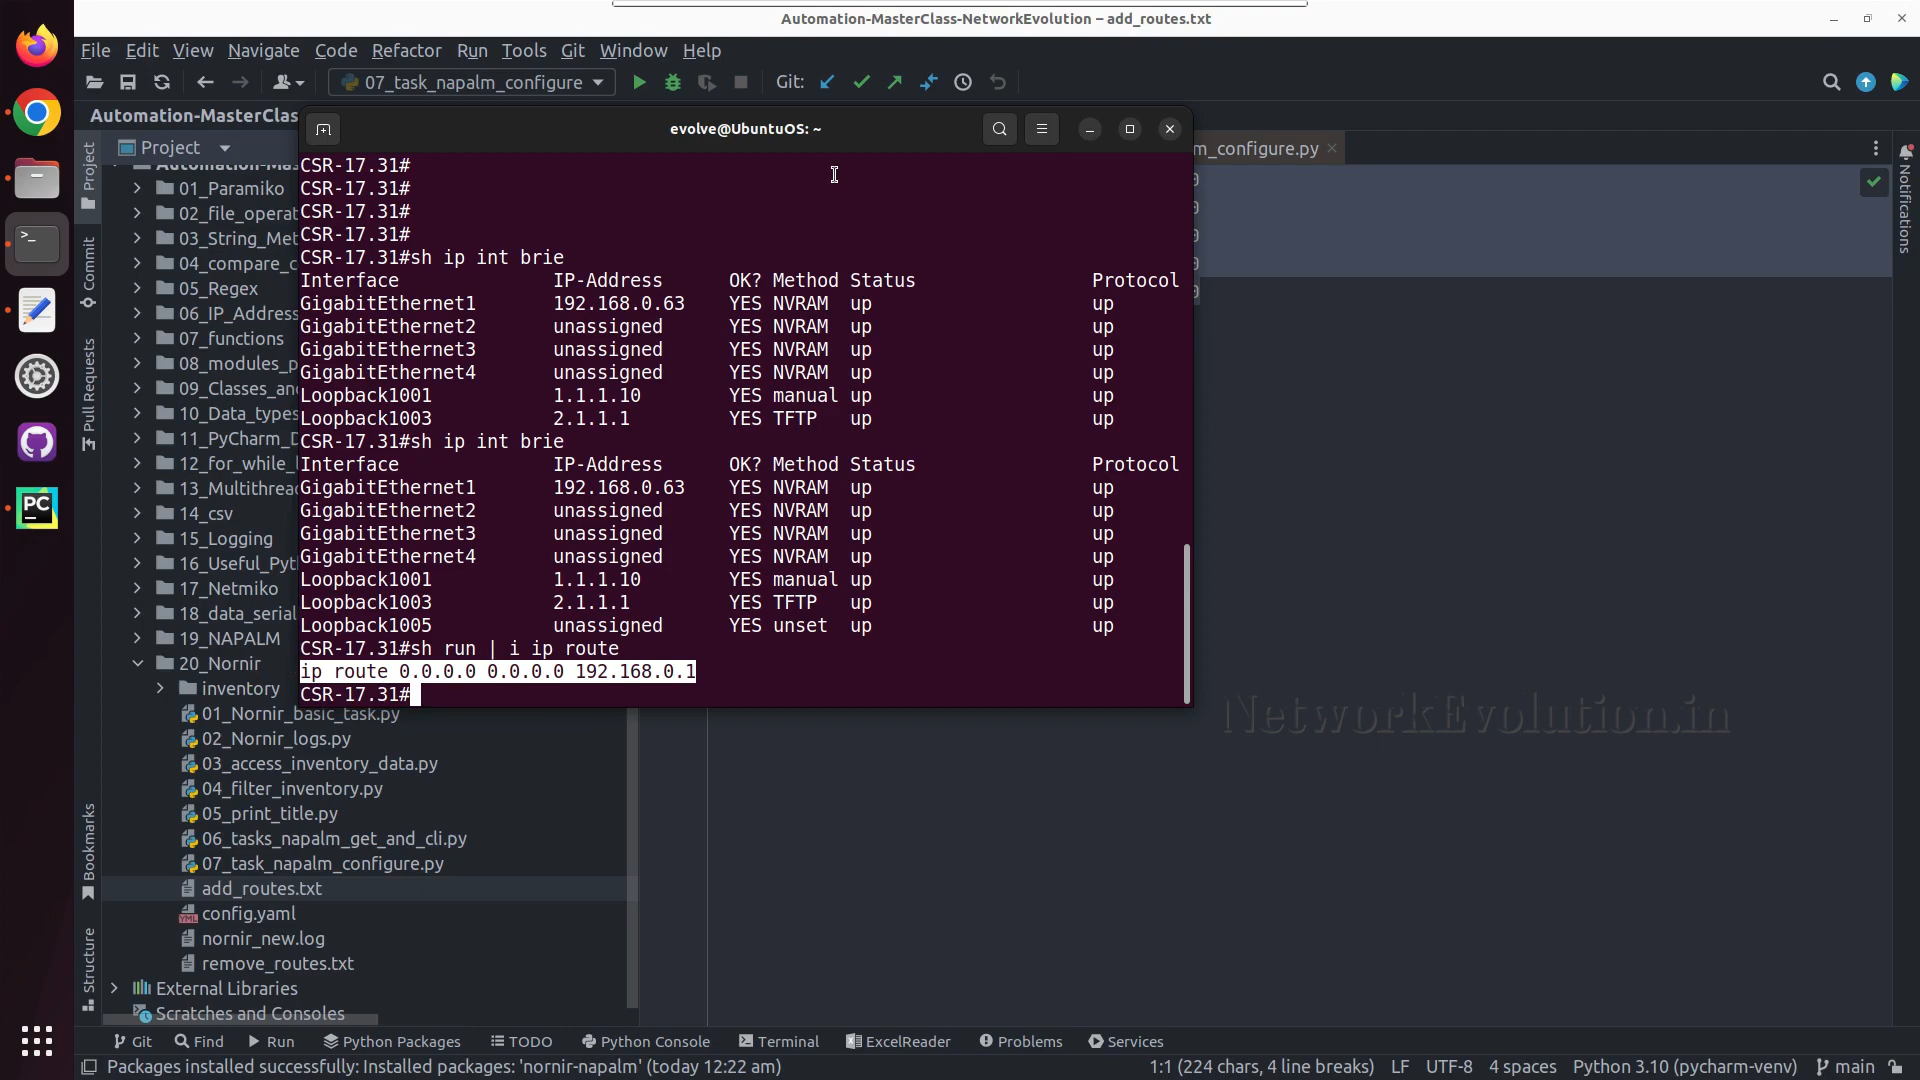 Automation-MasterClass-NetworkEvolution – add_routes.txt
File Edit View Navigate Code Refactor Run Tools Git Window Help
07_task_napalm_configure Git:
Automation-MasterClas
evolve@UbuntuOS: ~
m_configure.py
Project
Project
Commit
Pull Requests
Bookmarks
Structure
Notifications
01_Paramiko
02_file_operat
03_String_Met
04_compare_c
05_Regex
06_IP_Address
07_functions
08_modules_p
09_Classes_an
10_Data_types
11_PyCharm_D
12_for_while_l
13_Multithrea
14_csv
15_Logging
16_Useful_Pyt
17_Netmiko
18_data_serial
19_NAPALM
20_Nornir
inventory
01_Nornir_basic_task.py
02_Nornir_logs.py
03_access_inventory_data.py
04_filter_inventory.py
05_print_title.py
06_tasks_napalm_get_and_cli.py
07_task_napalm_configure.py
add_routes.txt
config.yaml
nornir_new.log
remove_routes.txt
External Libraries
Scratches and Consoles
CSR-17.31#
CSR-17.31#
CSR-17.31#
CSR-17.31#
CSR-17.31#sh ip int brie
Interface IP-Address OK? Method Status Protocol
GigabitEthernet1 192.168.0.63 YES NVRAM up up
GigabitEthernet2 unassigned YES NVRAM up up
GigabitEthernet3 unassigned YES NVRAM up up
GigabitEthernet4 unassigned YES NVRAM up up
Loopback1001 1.1.1.10 YES manual up up
Loopback1003 2.1.1.1 YES TFTP up up
CSR-17.31#sh ip int brie
Interface IP-Address OK? Method Status Protocol
GigabitEthernet1 192.168.0.63 YES NVRAM up up
GigabitEthernet2 unassigned YES NVRAM up up
GigabitEthernet3 unassigned YES NVRAM up up
GigabitEthernet4 unassigned YES NVRAM up up
Loopback1001 1.1.1.10 YES manual up up
Loopback1003 2.1.1.1 YES TFTP up up
Loopback1005 unassigned YES unset up up
CSR-17.31#sh run | i ip route
ip route 0.0.0.0 0.0.0.0 192.168.0.1
CSR-17.31#
NetworkEvolution.in
Git Find Run Python Packages TODO Python Console Terminal ExcelReader Problems Services
Packages installed successfully: Installed packages: 'nornir-napalm' (today 12:22 am) 1:1 (224 chars, 4 line breaks) LF UTF-8 4 spaces Python 3.10 (pycharm-venv) main